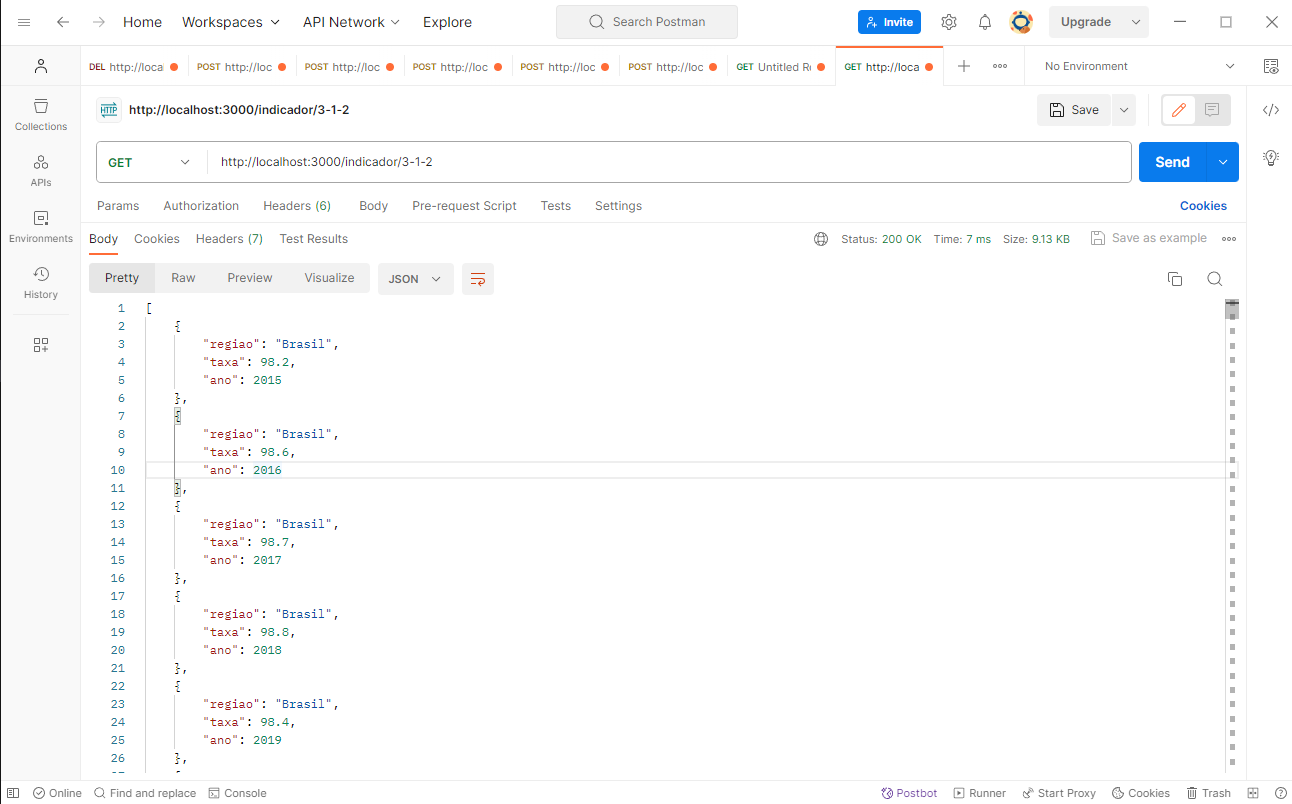 Home Workspaces API Network Explore Search Postman Invite Upgrade
DEL http://loca POST http://loc POST http://loc POST http://loc POST http://loc POST http://loc GET Untitled Re GET http://loca No Environment
HTTP http://localhost:3000/indicador/3-1-2 Save
Collections
GET http://localhost:3000/indicador/3-1-2 Send
APIs
Params Authorization Headers (6) Body Pre-request Script Tests Settings Cookies
Environments
Body Cookies Headers (7) Test Results Status: 200 OK Time: 7 ms Size: 9.13 KB Save as example
Pretty Raw Preview Visualize JSON
History
1 [
2 {
3 "regiao": "Brasil",
4 "taxa": 98.2,
5 "ano": 2015
6 },
7 {
8 "regiao": "Brasil",
9 "taxa": 98.6,
10 "ano": 2016
11 },
12 {
13 "regiao": "Brasil",
14 "taxa": 98.7,
15 "ano": 2017
16 },
17 {
18 "regiao": "Brasil",
19 "taxa": 98.8,
20 "ano": 2018
21 },
22 {
23 "regiao": "Brasil",
24 "taxa": 98.4,
25 "ano": 2019
26 },
Online Find and replace Console Postbot Runner Start Proxy Cookies Trash